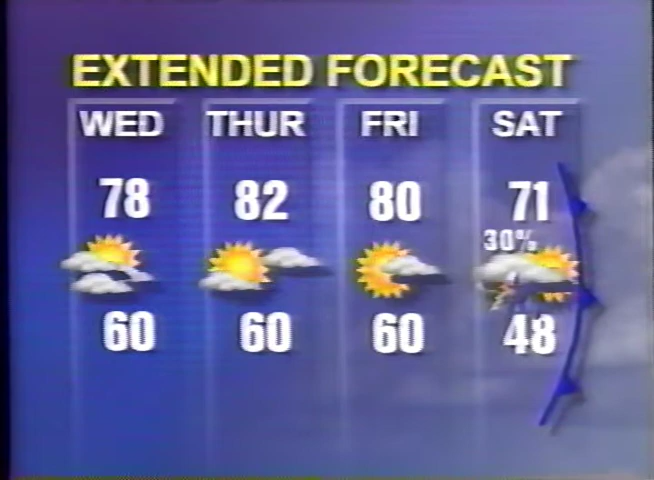 EXTENDED FORECAST
WED THUR FRI SAT
78 82 80 71
30%
60 60 60 48